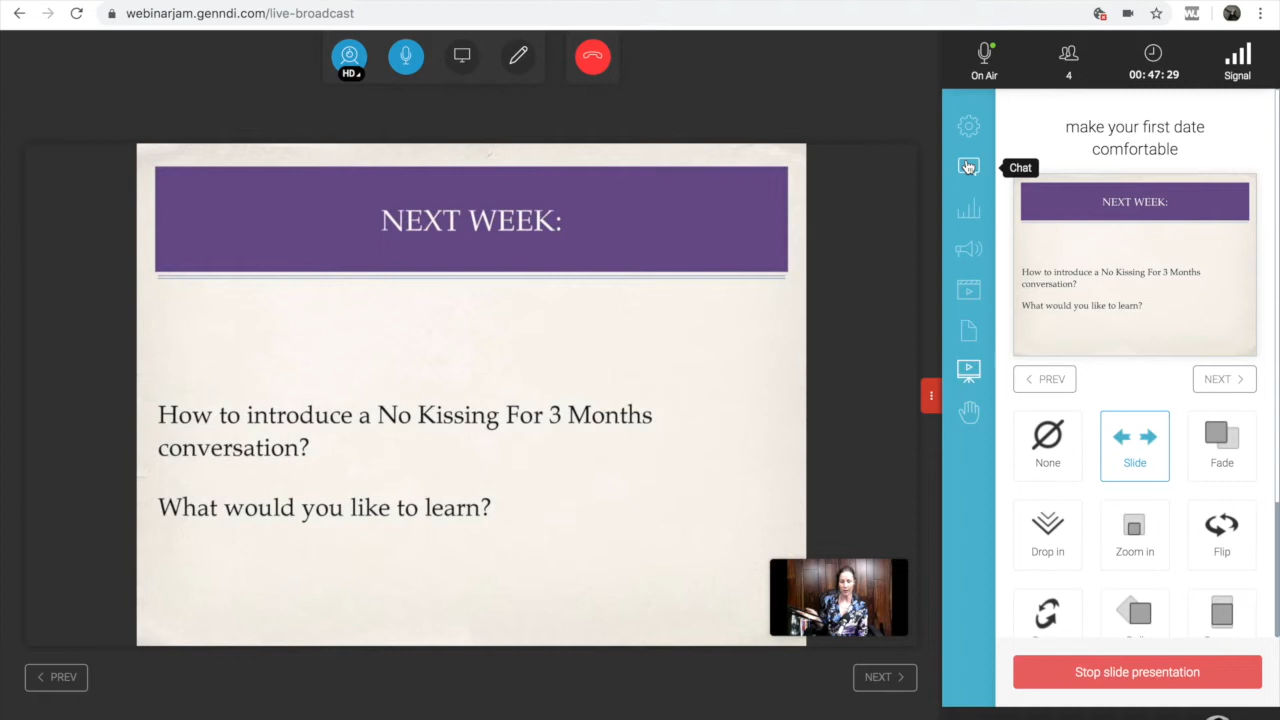 webinarjam.genndi.com/live-broadcast
HD
On Air
4
00:47:29
Signal
NEXT WEEK:
How to introduce a No Kissing For 3 Months
conversation?
What would you like to learn?
< PREV
NEXT >
Chat
make your first date
comfortable
NEXT WEEK:
How to introduce a No Kissing For 3 Months
conversation?
What would you like to learn?
< PREV
NEXT >
None
Slide
Fade
Drop in
Zoom in
Flip
Stop slide presentation